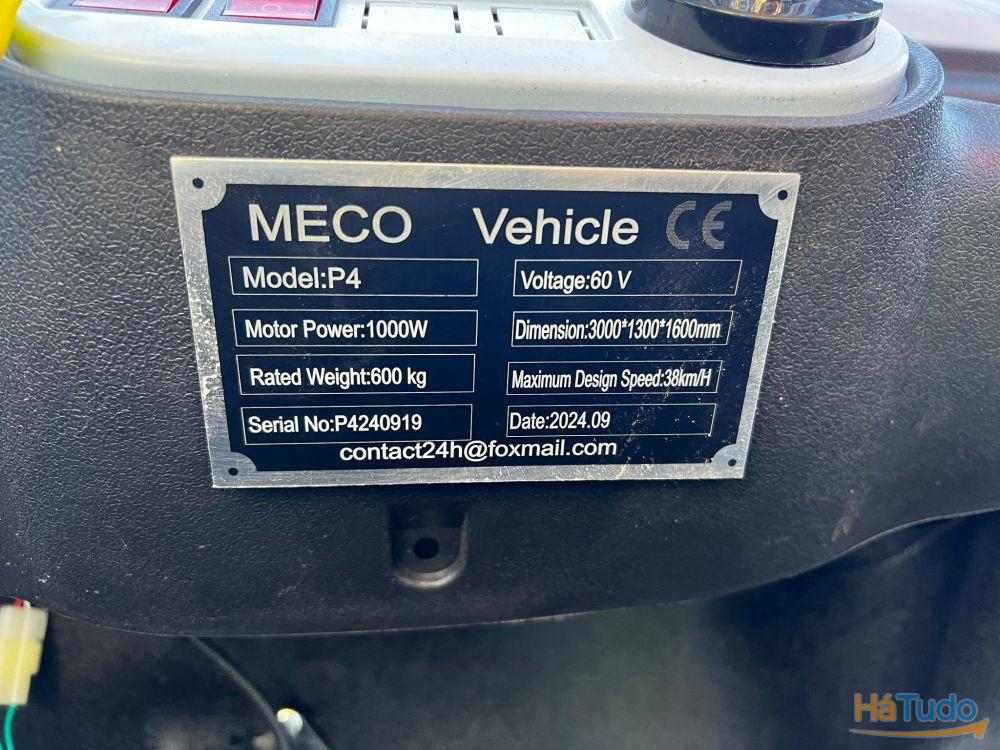 MECO Vehicle CE
Model:P4
Voltage:60 V
Motor Power:1000W
Dimension:3000*1300*1600mm
Rated Weight:600 kg
Maximum Design Speed:38km/H
Serial No:P4240919
Date:2024.09
contact24h@foxmail.com
HáTudo